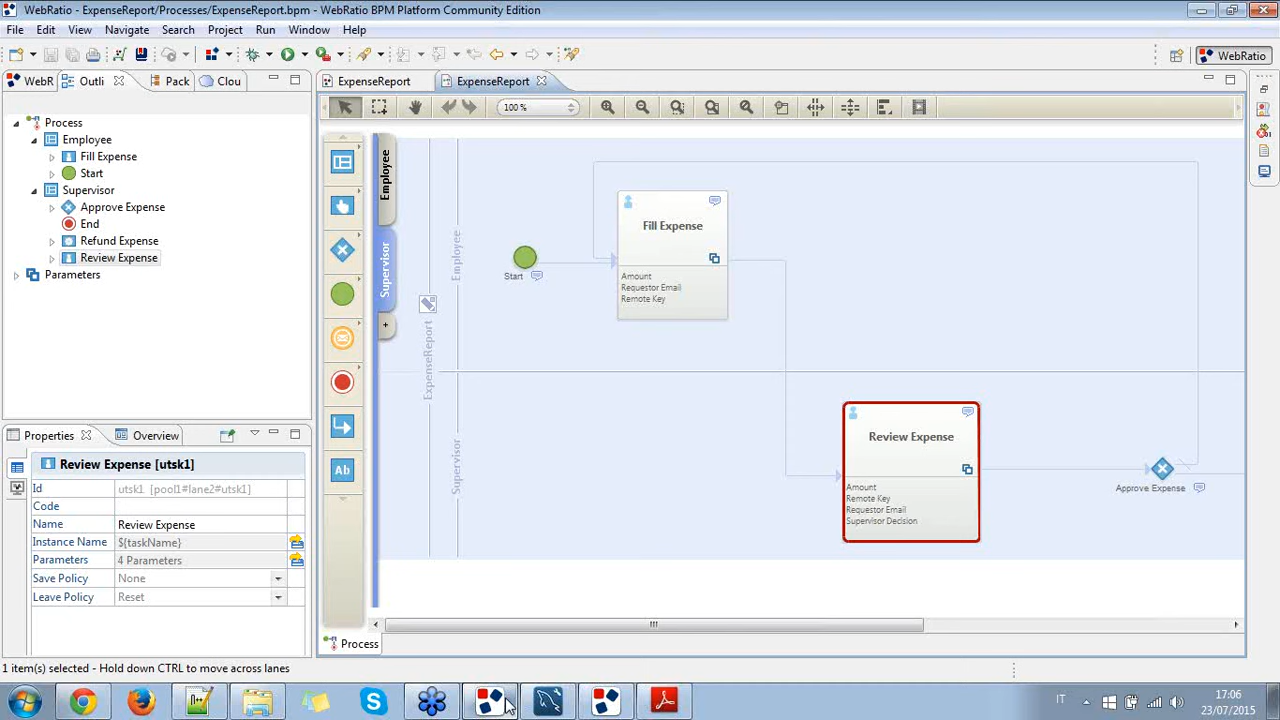 WebRatio - ExpenseReport/Processes/ExpenseReport.bpm - WebRatio BPM Platform Community Edition
File Edit View Navigate Search Project Run Window Help
WebRatio
WebR Outli Pack Clou
ExpenseReport ExpenseReport
100 %
Process
Employee
Fill Expense
Start
Supervisor
Approve Expense
End
Refund Expense
Review Expense
Parameters
Employee
Supervisor
+
Ab
ExpenseReport
Employee
Supervisor
Start
Fill Expense
Amount
Requestor Email
Remote Key
Review Expense
Amount
Remote Key
Requestor Email
Supervisor Decision
Approve Expense
Process
Properties Overview
Review Expense [utsk1]
Id utsk1 [pool1#lane2#utsk1]
Code
Name Review Expense
Instance Name ${taskName}
Parameters 4 Parameters
Save Policy None
Leave Policy Reset
1 item(s) selected - Hold down CTRL to move across lanes
IT
17:06
23/07/2015